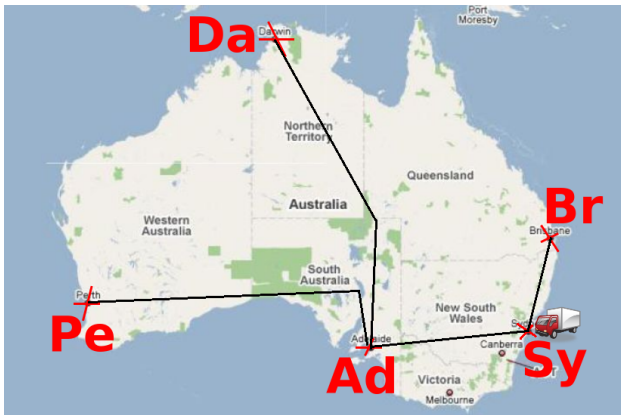 Port
Moresby
Da
Darwin
Northern
Territory
Queensland
Australia
Br
Brisbane
Western
Australia
South
Australia
Perth
Pe
New South
Wales
Adelaide
Ad
Canberra
Sy
Victoria
Melbourne